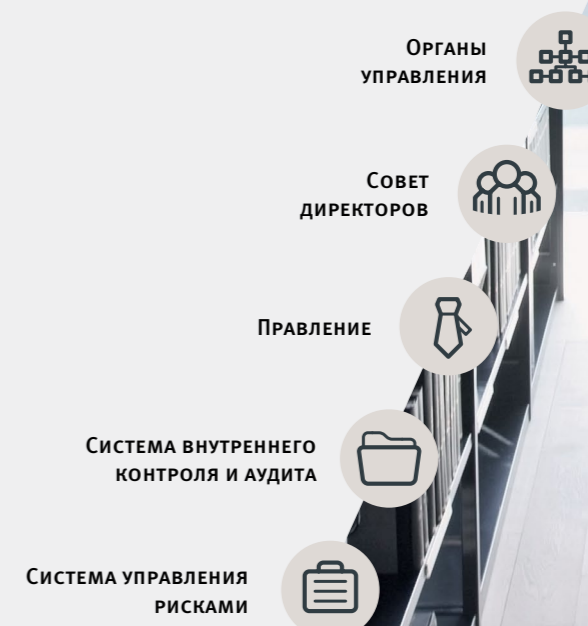 Органы
управления
Совет
директоров
Правление
Система внутреннего
контроля и аудита
Система управления
рисками